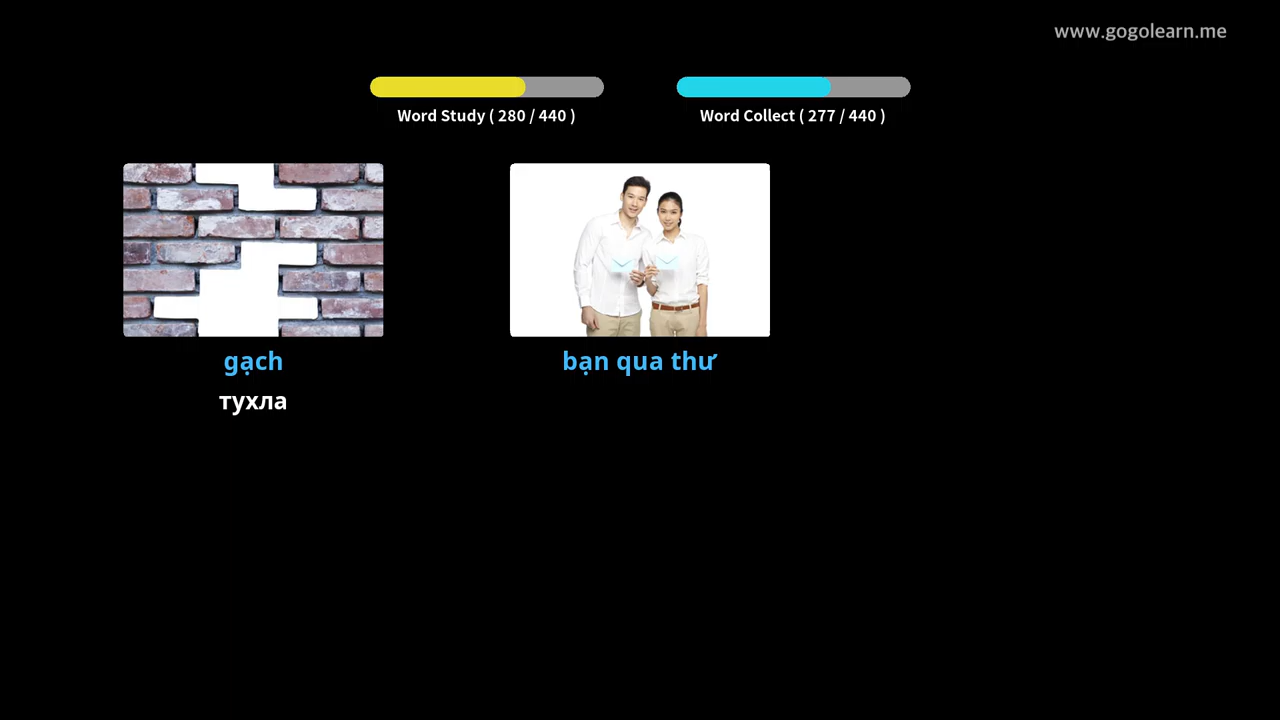 www.gogolearn.me
Word Study ( 280 / 440 )
Word Collect ( 277 / 440 )
gạch
тухла
bạn qua thư